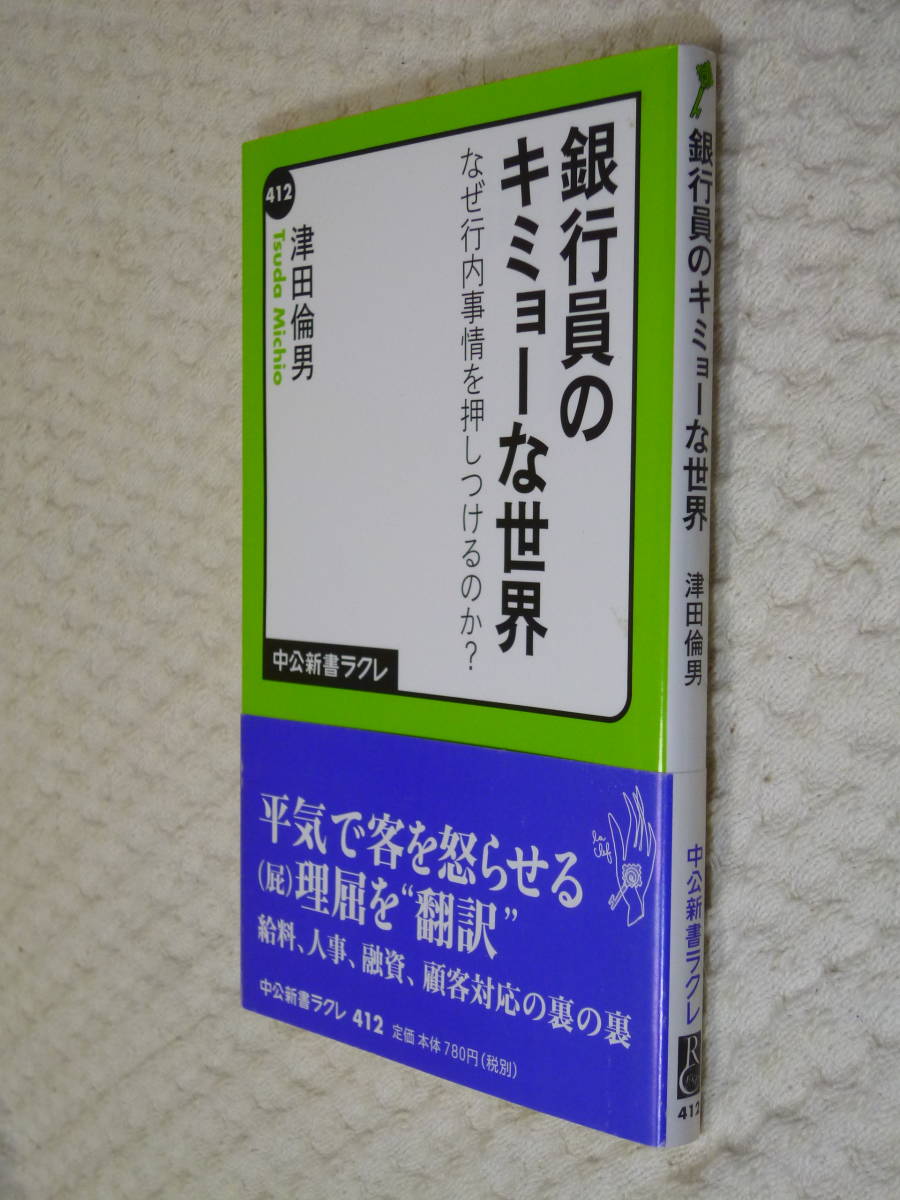 銀行員の
キミョーな世界
なぜ行内事情を押しつけるのか？
412
津田倫男
Tsuda Michio
中公新書ラクレ
平気で客を怒らせる
(屁)理屈を“翻訳”
給料、人事、融資、顧客対応の裏の裏
中公新書ラクレ 412 定価 本体780円(税別)
La Clef
銀行員のキミョーな世界 津田倫男
中公新書ラクレ
412